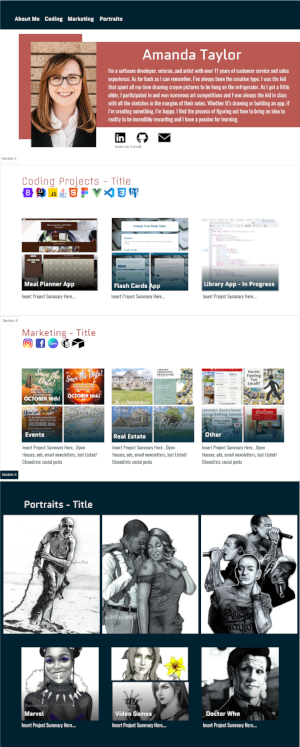 About Me Coding Marketing Portraits
Amanda Taylor
I'm a software developer, veteran, and artist with over 11 years of customer service and sales
experience. As far back as I can remember, I've always been the creative type. I was the kid
that spent all my time drawing crayon pictures to be hung on the refrigerator. As I got a little
older, I participated in and won numerous art competitions and I was always the kid in class
with all the sketches in the margins of their notes. Whether it's drawing or building an app, if
I'm creating something, I'm happy. I find the process of figuring out how to bring an idea to
reality to be incredibly rewarding and I have a passion for learning.
Coding Projects - Title
Meal Planner App
Flash Cards App
Library App - In Progress
Insert Project Summary Here...
Insert Project Summary Here...
Insert Project Summary Here...
Marketing - Title
OCTOBER 16th!
Events
Real Estate
Other
Insert Project Summary Here...Open
Houses, ads, email newsletters, Just Listed/
Closed/etc social posts
Insert Project Summary Here...Open
Houses, ads, email newsletters, Just Listed/
Closed/etc social posts
Insert Project Summary Here...Open
Houses, ads, email newsletters, Just Listed/
Closed/etc social posts
Portraits - Title
Marvel
Video Games
Doctor Who
Insert Project Summary Here...
Insert Project Summary Here...
Insert Project Summary Here...